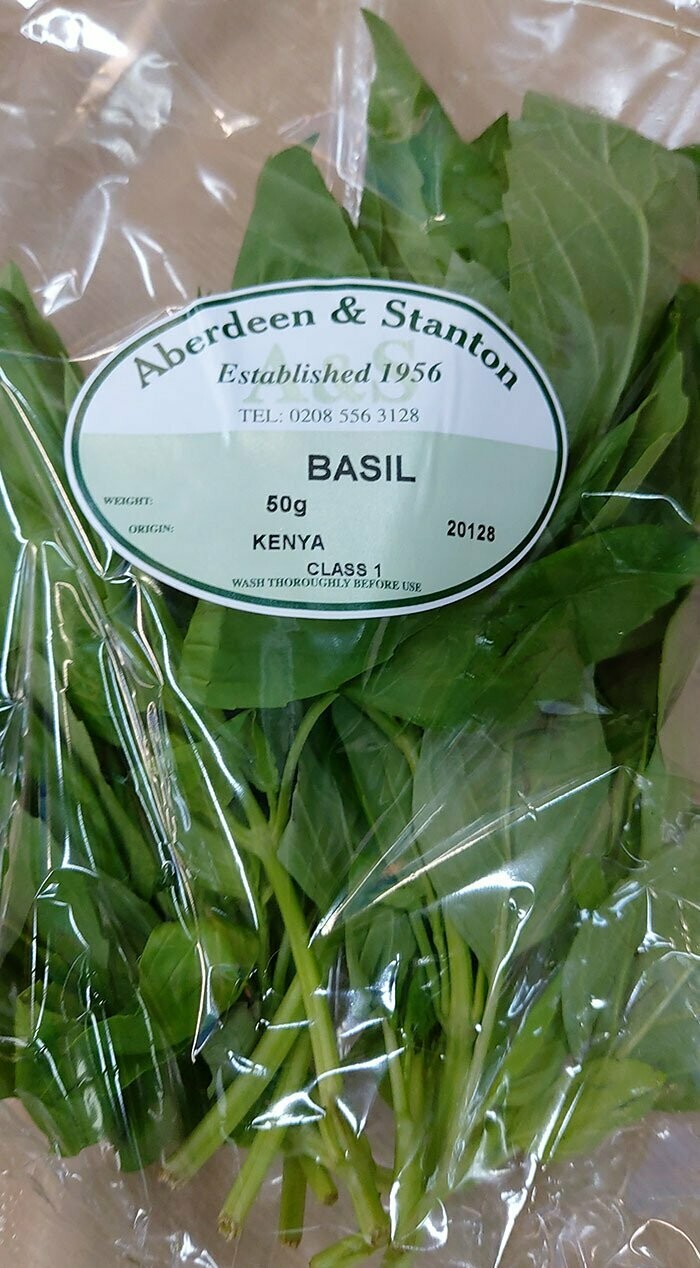 Aberdeen & Stanton
A&S
Established 1956
TEL: 0208 556 3128
BASIL
WEIGHT: 50g
ORIGIN: KENYA 20128
CLASS 1
WASH THOROUGHLY BEFORE USE